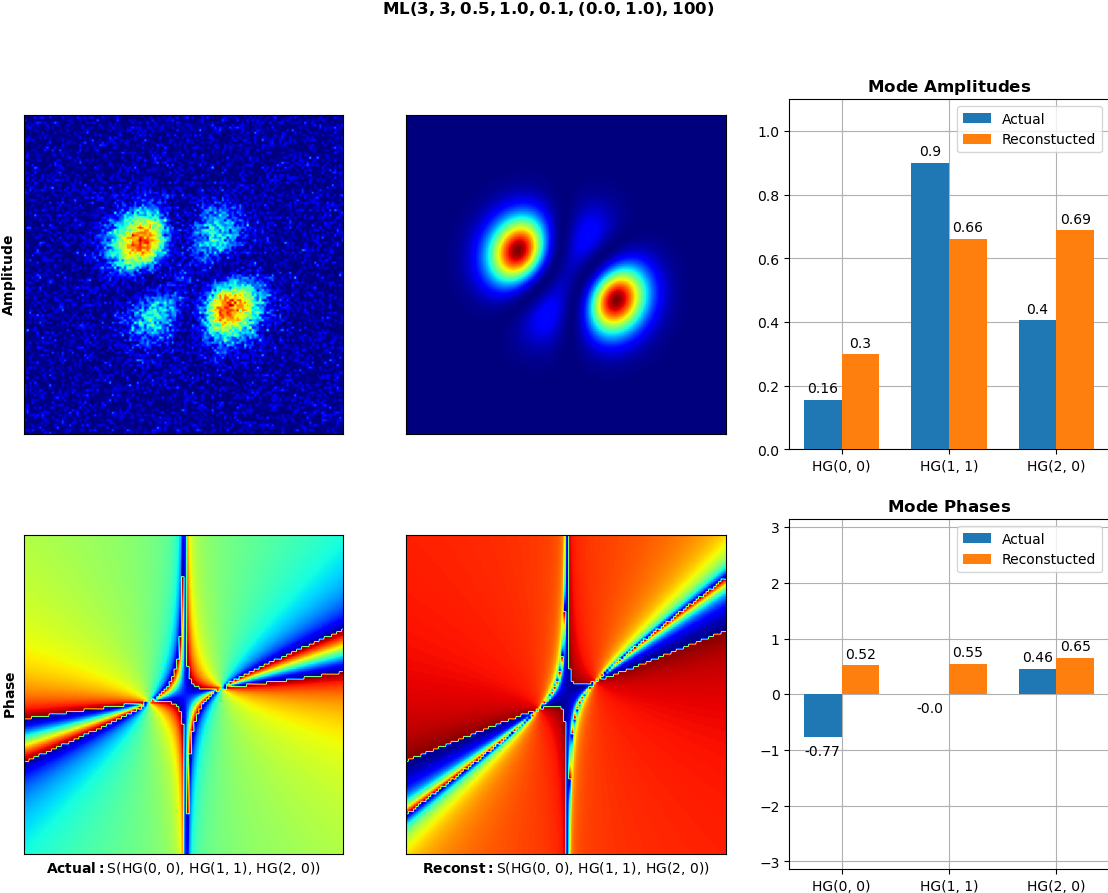 ML(3, 3, 0.5, 1.0, 0.1, (0.0, 1.0), 100)
Amplitude
Mode Amplitudes
Actual
Reconstucted
1.0
0.8
0.6
0.4
0.2
0.0
0.16
0.3
0.9
0.66
0.4
0.69
HG(0, 0)
HG(1, 1)
HG(2, 0)
Phase
Actual: S(HG(0, 0), HG(1, 1), HG(2, 0))
Reconst: S(HG(0, 0), HG(1, 1), HG(2, 0))
Mode Phases
Actual
Reconstucted
3
2
1
0
−1
−2
−3
-0.77
0.52
-0.0
0.55
0.46
0.65
HG(0, 0)
HG(1, 1)
HG(2, 0)